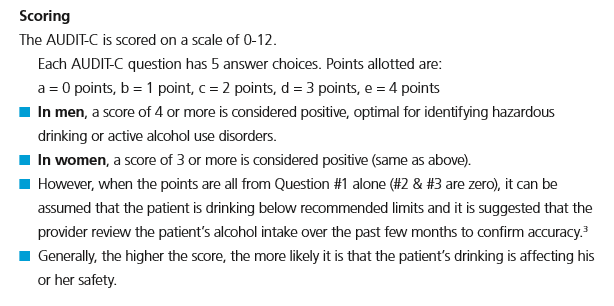 Scoring
The AUDIT-C is scored on a scale of 0-12.
Each AUDIT-C question has 5 answer choices. Points allotted are:
a = 0 points, b = 1 point, c = 2 points, d = 3 points, e = 4 points
■ In men, a score of 4 or more is considered positive, optimal for identifying hazardous
drinking or active alcohol use disorders.
■ In women, a score of 3 or more is considered positive (same as above).
■ However, when the points are all from Question #1 alone (#2 & #3 are zero), it can be
assumed that the patient is drinking below recommended limits and it is suggested that the
provider review the patient's alcohol intake over the past few months to confirm accuracy.³
■ Generally, the higher the score, the more likely it is that the patient's drinking is affecting his
or her safety.